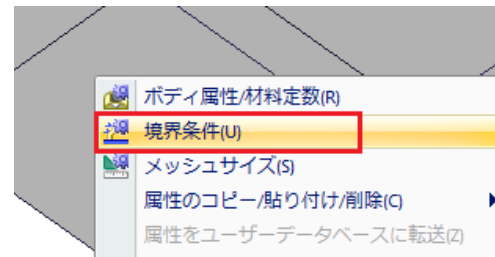 ボディ属性/材料定数(R)
境界条件(U)
メッシュサイズ(S)
属性のコピー/貼り付け/削除(C)
属性をユーザーデータベースに転送(Z)